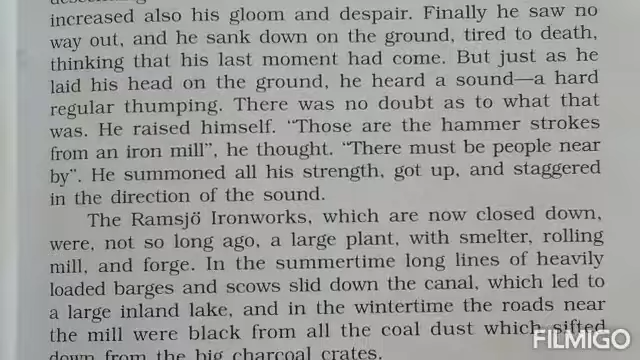 increased also his gloom and despair. Finally he saw no
way out, and he sank down on the ground, tired to death,
thinking that his last moment had come. But just as he
laid his head on the ground, he heard a sound—a hard
regular thumping. There was no doubt as to what that
was. He raised himself. “Those are the hammer strokes
from an iron mill”, he thought. “There must be people near
by”. He summoned all his strength, got up, and staggered
in the direction of the sound.
The Ramsjö Ironworks, which are now closed down,
were, not so long ago, a large plant, with smelter, rolling
mill, and forge. In the summertime long lines of heavily
loaded barges and scows slid down the canal, which led to
a large inland lake, and in the wintertime the roads near
the mill were black from all the coal dust which sifted
down from the big charcoal crates.
FILMIGO